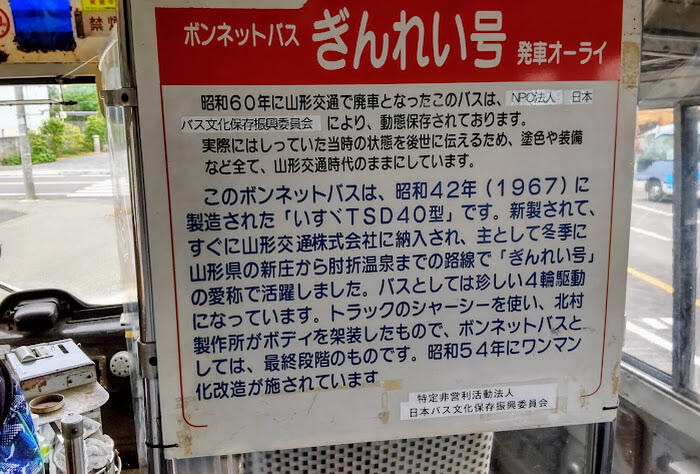 禁
ボンネットバス ぎんれい号 発車オーライ
昭和60年に山形交通で廃車となったこのバスは、NPO法人 日本
バス文化保存振興委員会 により、動態保存されております。
実際にはしっていた当時の状態を後世に伝えるため、塗色や装備
など全て、山形交通時代のままにしています。
このボンネットバスは、昭和42年(1967)に
製造された「いすゞTSD40型」です。新製されて、
すぐに山形交通株式会社に納入され、主として冬季に
山形県の新庄から肘折温泉までの路線で「ぎんれい号」
の愛称で活躍しました。バスとしては珍しい4輪駆動
になっています。トラックのシャーシーを使い、北村
製作所がボディを架装したもので、ボンネットバスと
しては、最終段階のものです。昭和54年にワンマン
化改造が施されています
特定非営利活動法人
日本バス文化保存振興委員会